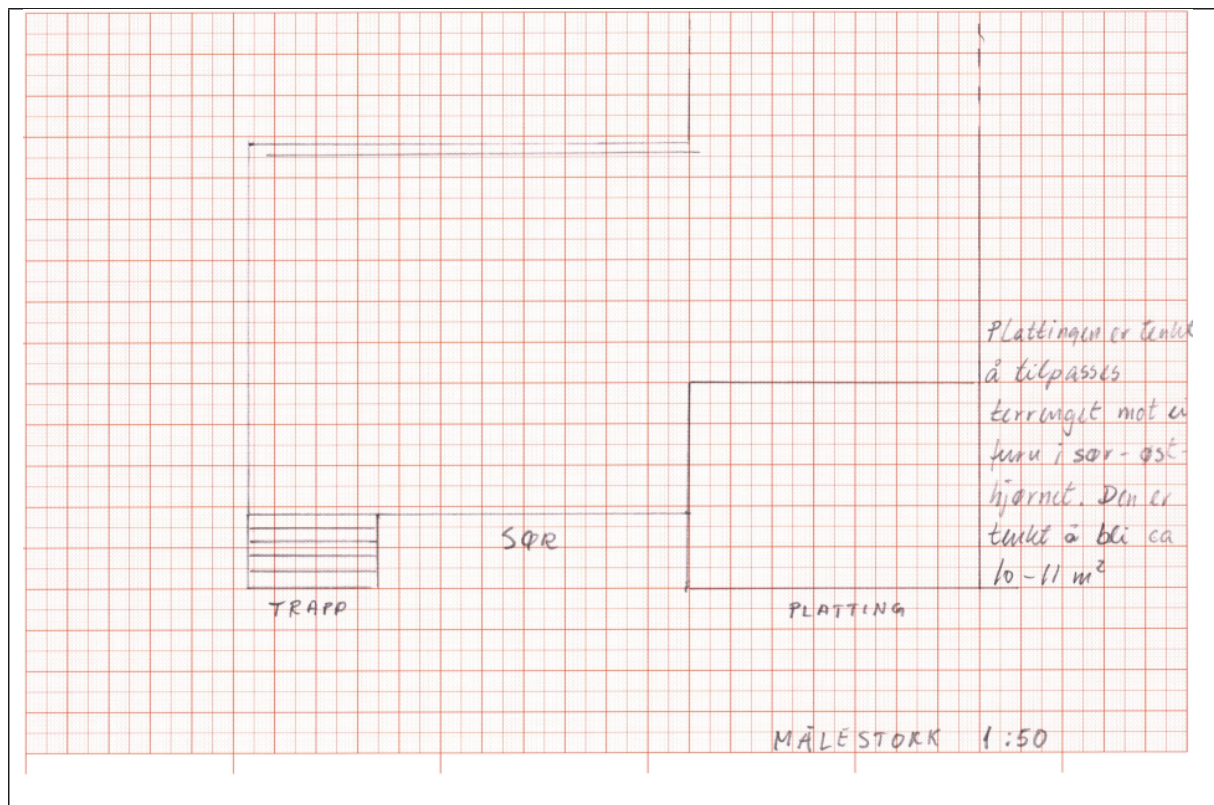 Plattingen er tenkt
å tilpasses
terrenget mot ei
furu i sør-øst-
hjørnet. Den er
tenkt å bli ca
10-11 m²
SØR
TRAPP
PLATTING
MÅLESTOKK 1:50